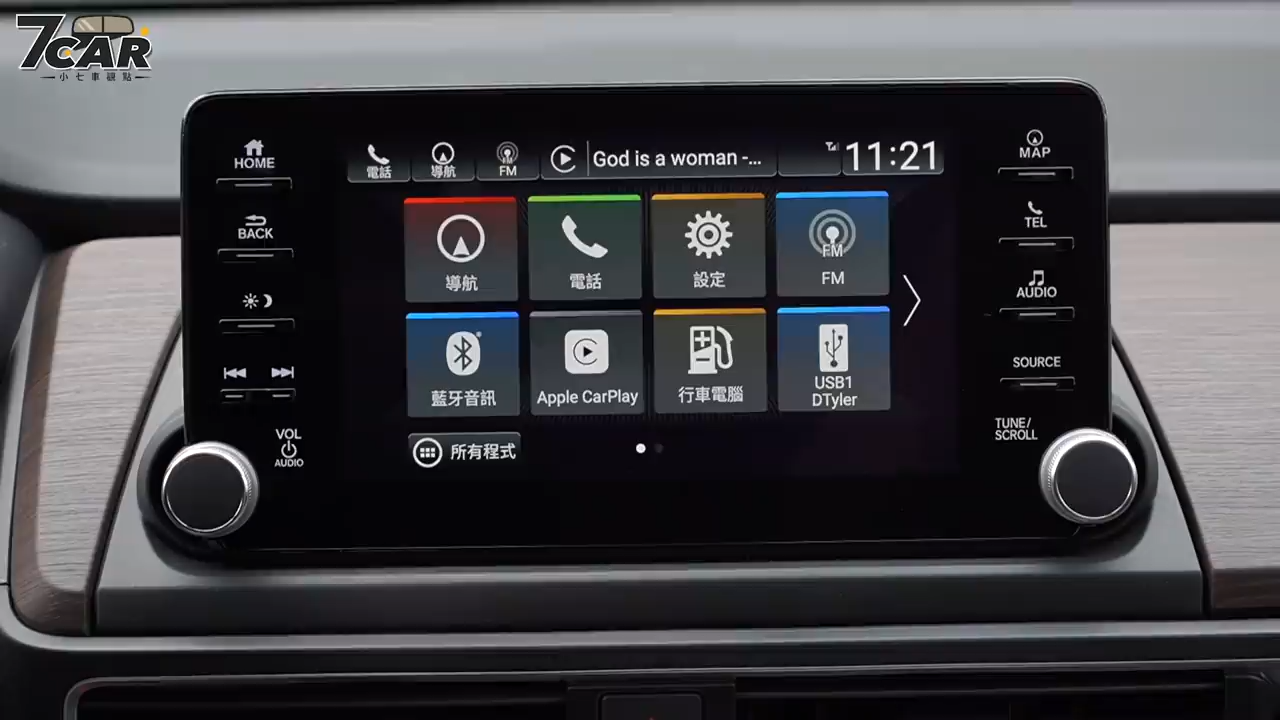 7CAR
小七車觀點
HOME
BACK
VOL
AUDIO
電話
導航
FM
God is a woman -...
11:21
導航
電話
設定
FM
FM
藍牙音訊
Apple CarPlay
行車電腦
USB1
DTyler
所有程式
MAP
TEL
AUDIO
SOURCE
TUNE/
SCROLL